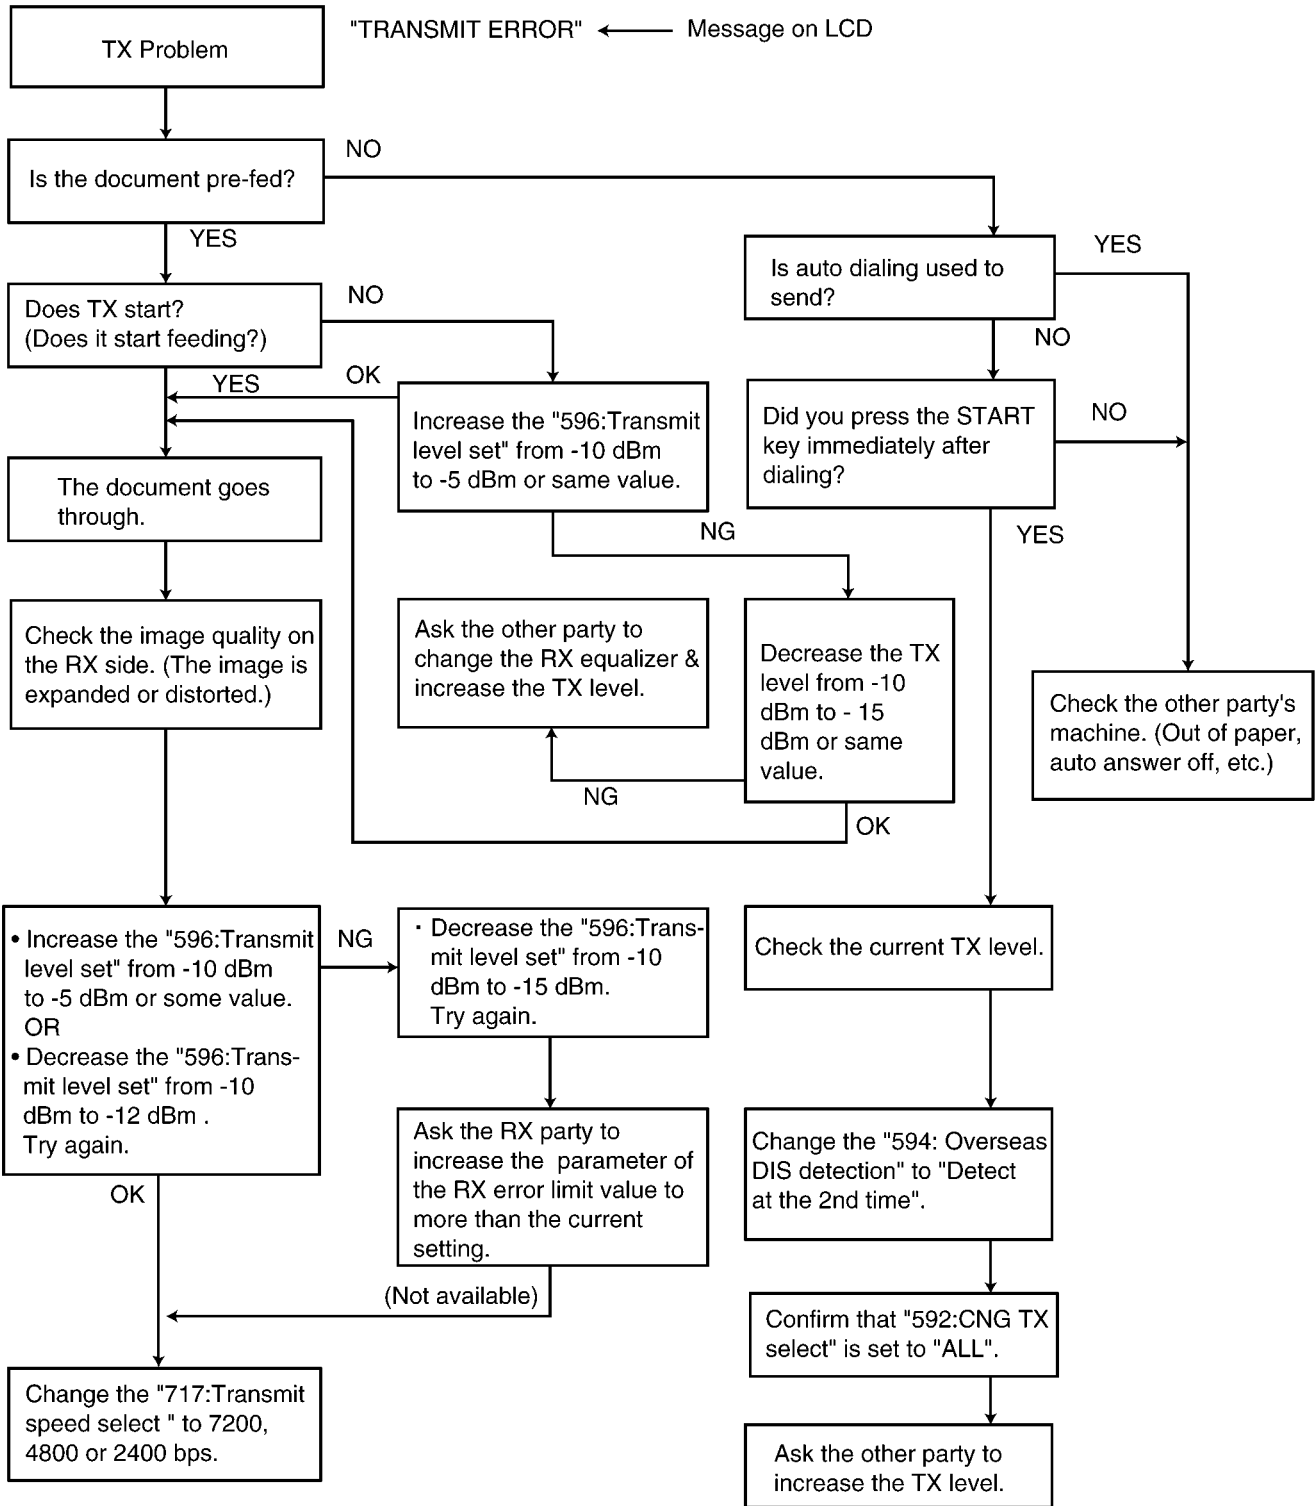 TX Problem
"TRANSMIT ERROR" Message on LCD
Is the document pre-fed?
NO
YES
Is auto dialing used to
send?
YES
NO
Does TX start?
(Does it start feeding?)
NO
YES
OK
Increase the "596:Transmit
level set" from -10 dBm
to -5 dBm or same value.
NG
Did you press the START
key immediately after
dialing?
NO
YES
The document goes
through.
Check the image quality on
the RX side. (The image is
expanded or distorted.)
Ask the other party to
change the RX equalizer &
increase the TX level.
Decrease the TX
level from -10
dBm to - 15
dBm or same
value.
NG
OK
Check the other party's
machine. (Out of paper,
auto answer off, etc.)
• Increase the "596:Transmit
level set" from -10 dBm
to -5 dBm or some value.
OR
• Decrease the "596:Trans-
mit level set" from -10
dBm to -12 dBm .
Try again.
NG
OK
· Decrease the "596:Trans-
mit level set" from -10
dBm to -15 dBm.
Try again.
Ask the RX party to
increase the parameter of
the RX error limit value to
more than the current
setting.
(Not available)
Change the "717:Transmit
speed select " to 7200,
4800 or 2400 bps.
Check the current TX level.
Change the "594: Overseas
DIS detection" to "Detect
at the 2nd time".
Confirm that "592:CNG TX
select" is set to "ALL".
Ask the other party to
increase the TX level.